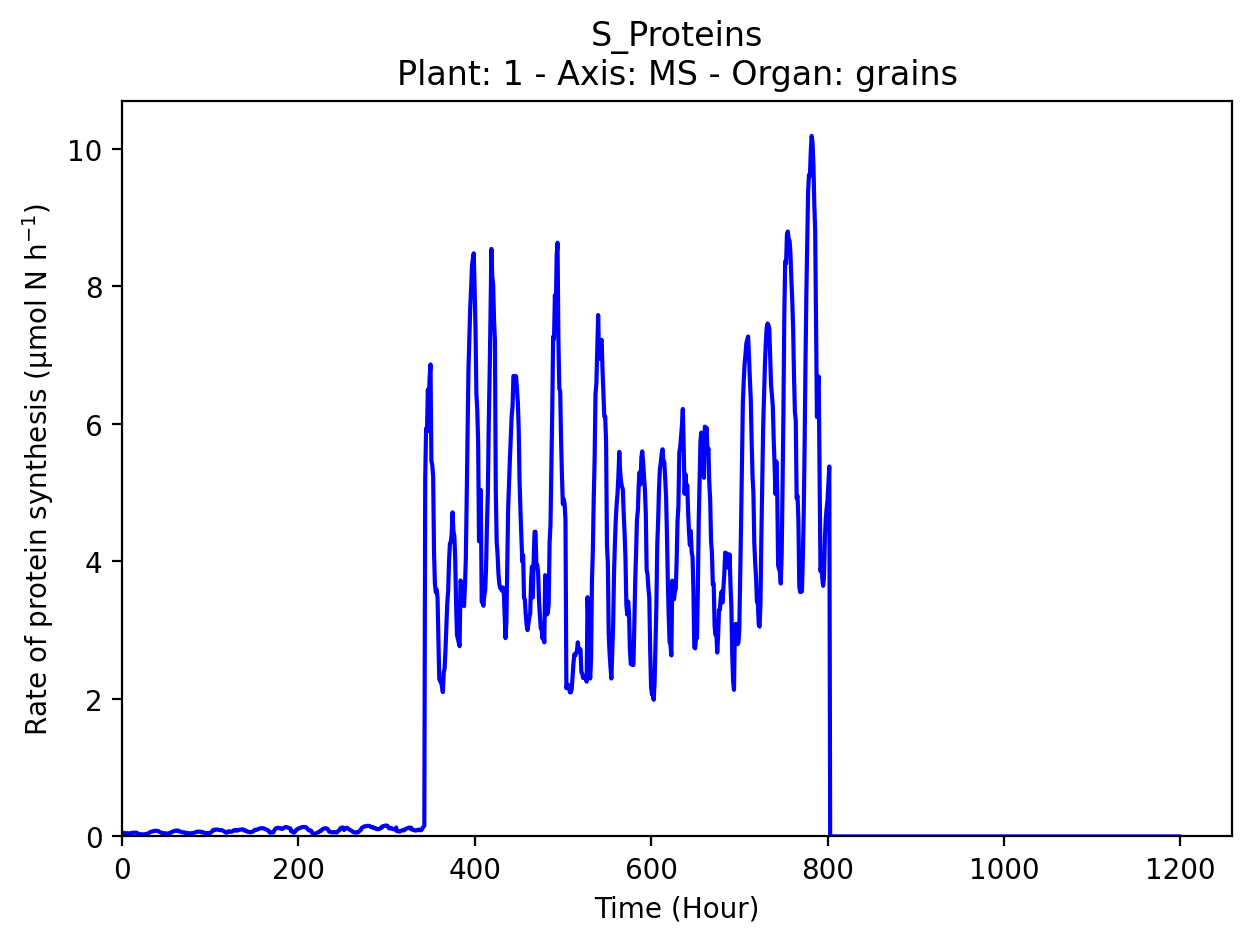 S_Proteins
Plant: 1 - Axis: MS - Organ: grains
Rate of protein synthesis (µmol N h⁻¹)
10
8
6
4
2
0
0 200 400 600 800 1000 1200
Time (Hour)